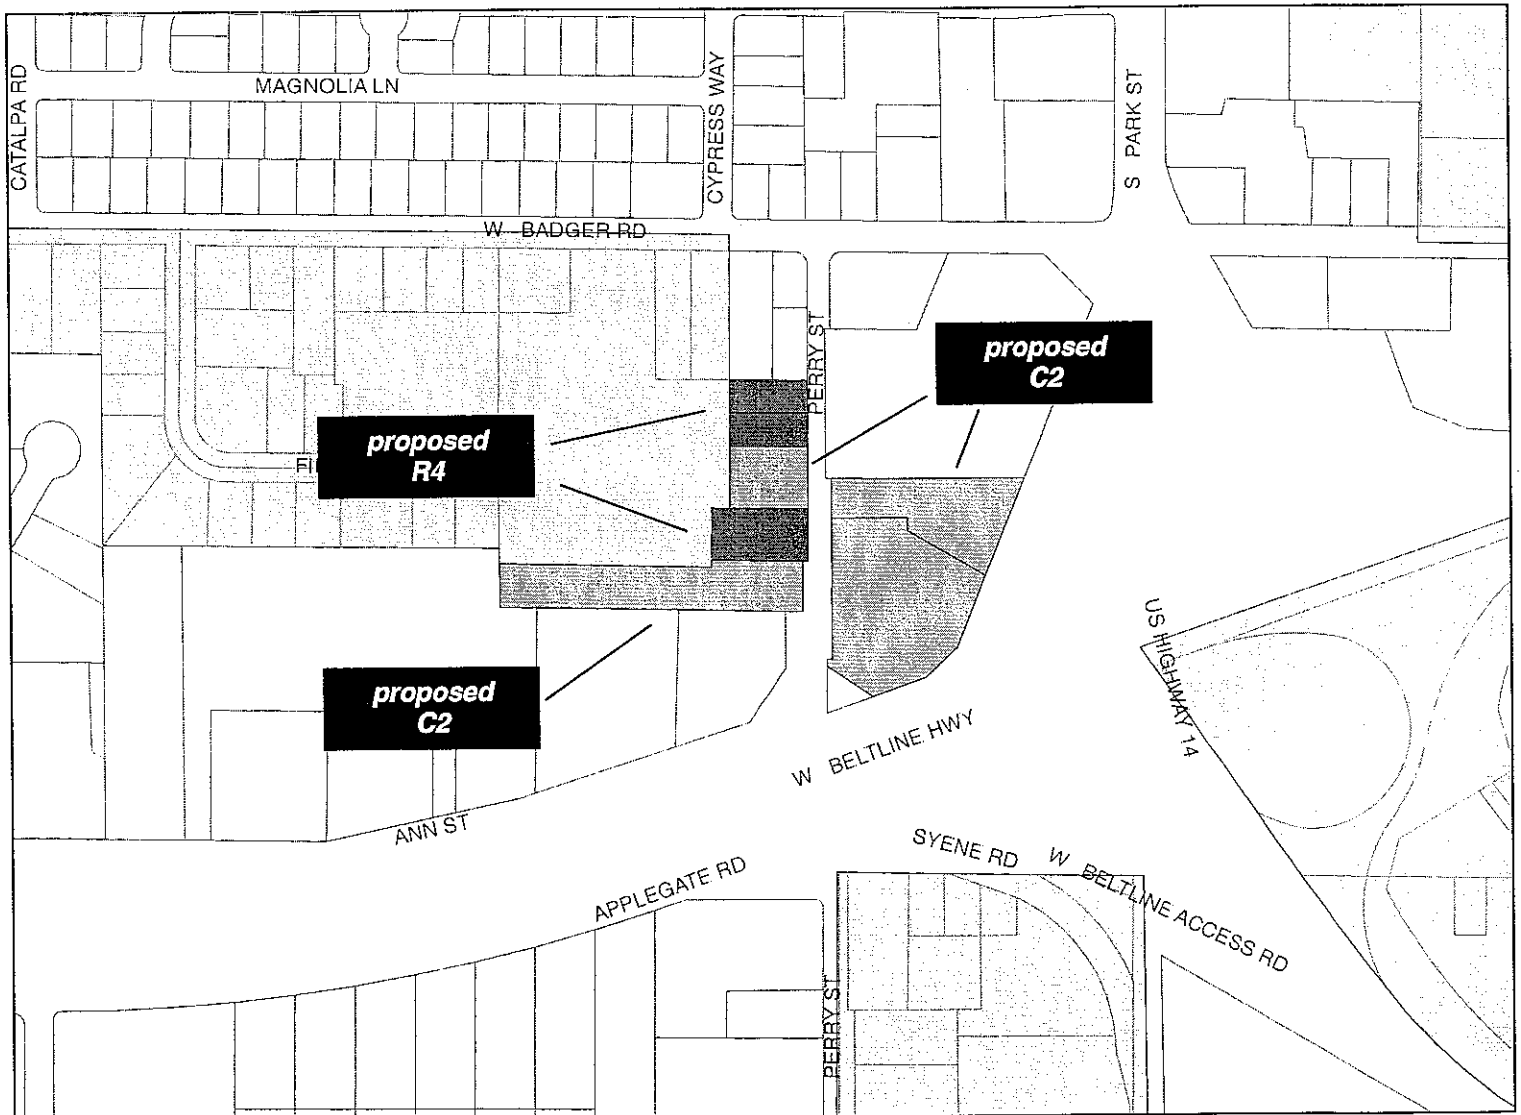 MAGNOLIA LN
CATALPA RD
CYPRESS WAY
S PARK ST
W BADGER RD
PERRY ST
proposed
C2
proposed
R4
proposed
C2
US HIGHWAY 14
W BELTLINE HWY
ANN ST
SYENE RD
W BELTLINE ACCESS RD
APPLEGATE RD
PERRY ST